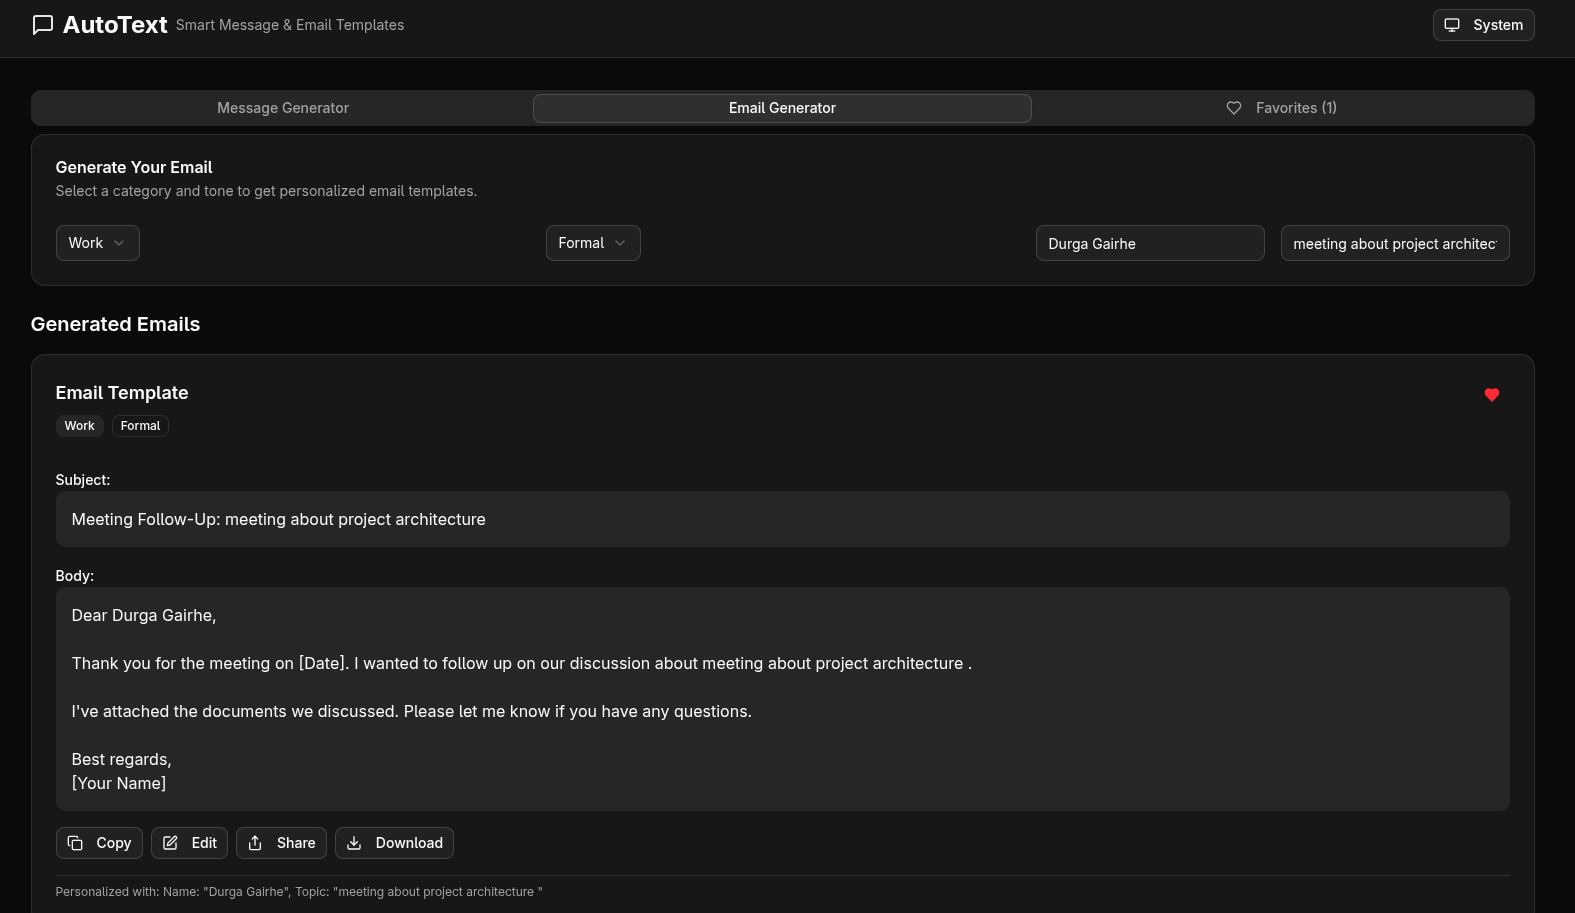 AutoText Smart Message & Email Templates
System
Message Generator
Email Generator
Favorites (1)
Generate Your Email
Select a category and tone to get personalized email templates.
Work
Formal
Durga Gairhe
meeting about project architec
Generated Emails
Email Template
Work
Formal
Subject:
Meeting Follow-Up: meeting about project architecture
Body:
Dear Durga Gairhe,
Thank you for the meeting on [Date]. I wanted to follow up on our discussion about meeting about project architecture .
I've attached the documents we discussed. Please let me know if you have any questions.
Best regards,
[Your Name]
Copy
Edit
Share
Download
Personalized with: Name: "Durga Gairhe", Topic: "meeting about project architecture "